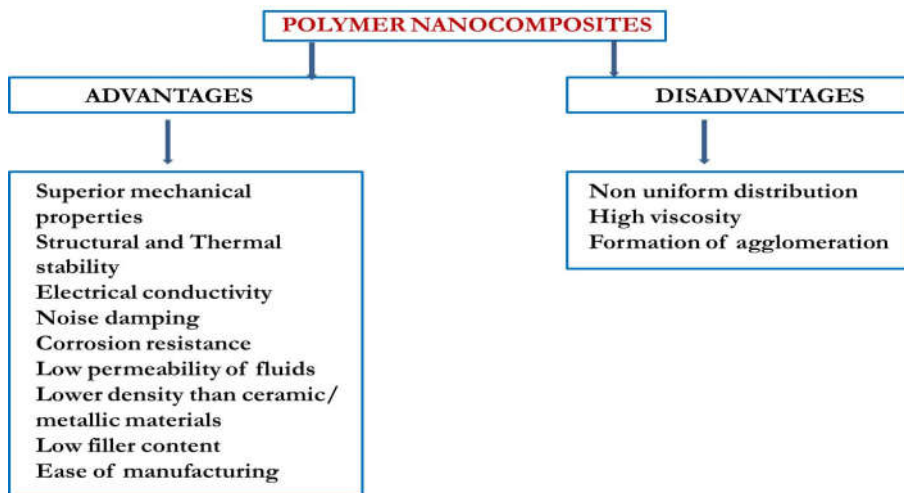 POLYMER NANOCOMPOSITES
ADVANTAGES
DISADVANTAGES
Superior mechanical
properties
Structural and Thermal
stability
Electrical conductivity
Noise damping
Corrosion resistance
Low permeability of fluids
Lower density than ceramic/
metallic materials
Low filler content
Ease of manufacturing
Non uniform distribution
High viscosity
Formation of agglomeration